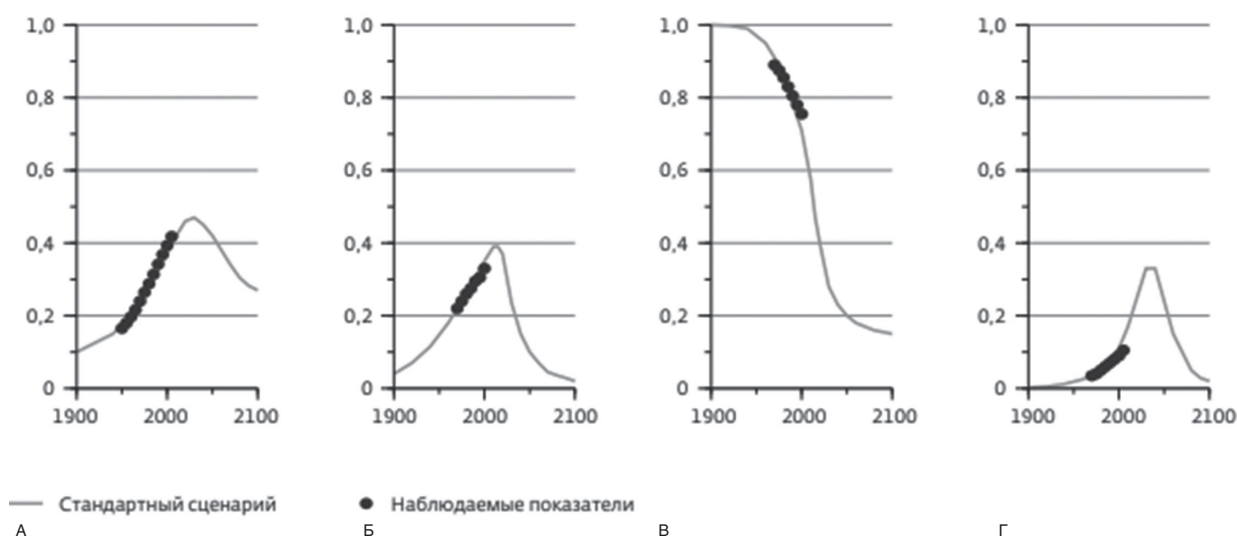 1,0 1,0 1,0 1,0
0,8 0,8 0,8 0,8
0,6 0,6 0,6 0,6
0,4 0,4 0,4 0,4
0,2 0,2 0,2 0,2
0 0 0 0
1900 2000 2100 1900 2000 2100 1900 2000 2100 1900 2000 2100
Стандартный сценарий Наблюдаемые показатели
А Б В Г